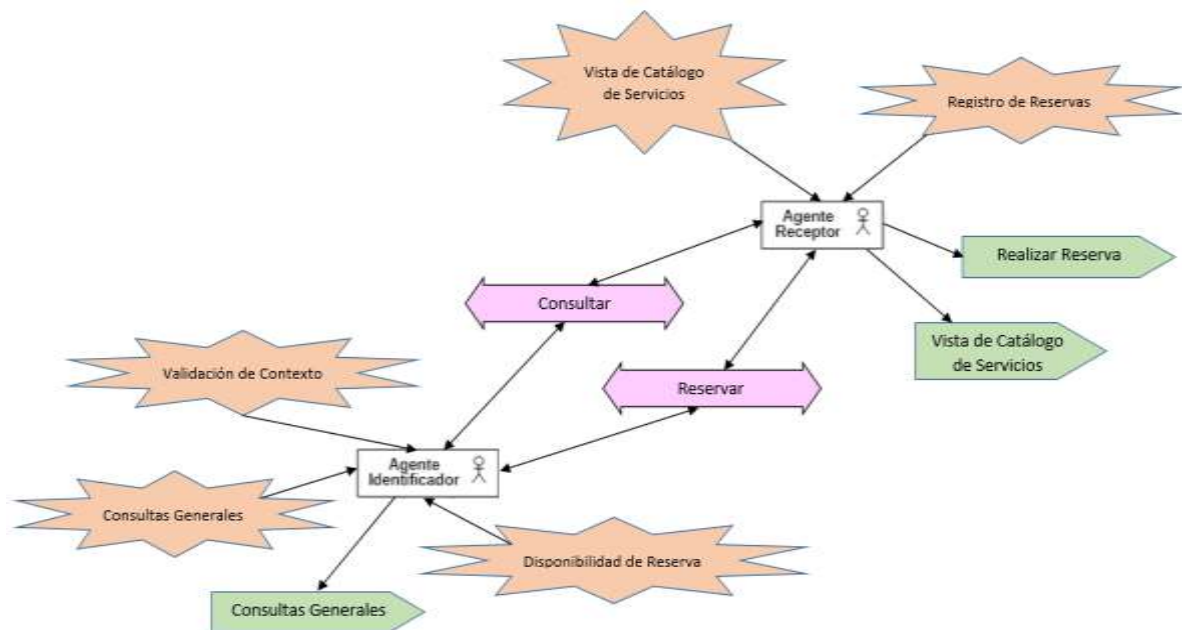 Vista de Catálogo
de Servicios
Registro de Reservas
Agente
Receptor
Realizar Reserva
Consultar
Vista de Catálogo
de Servicios
Validación de Contexto
Reservar
Agente
Identificador
Consultas Generales
Disponibilidad de Reserva
Consultas Generales